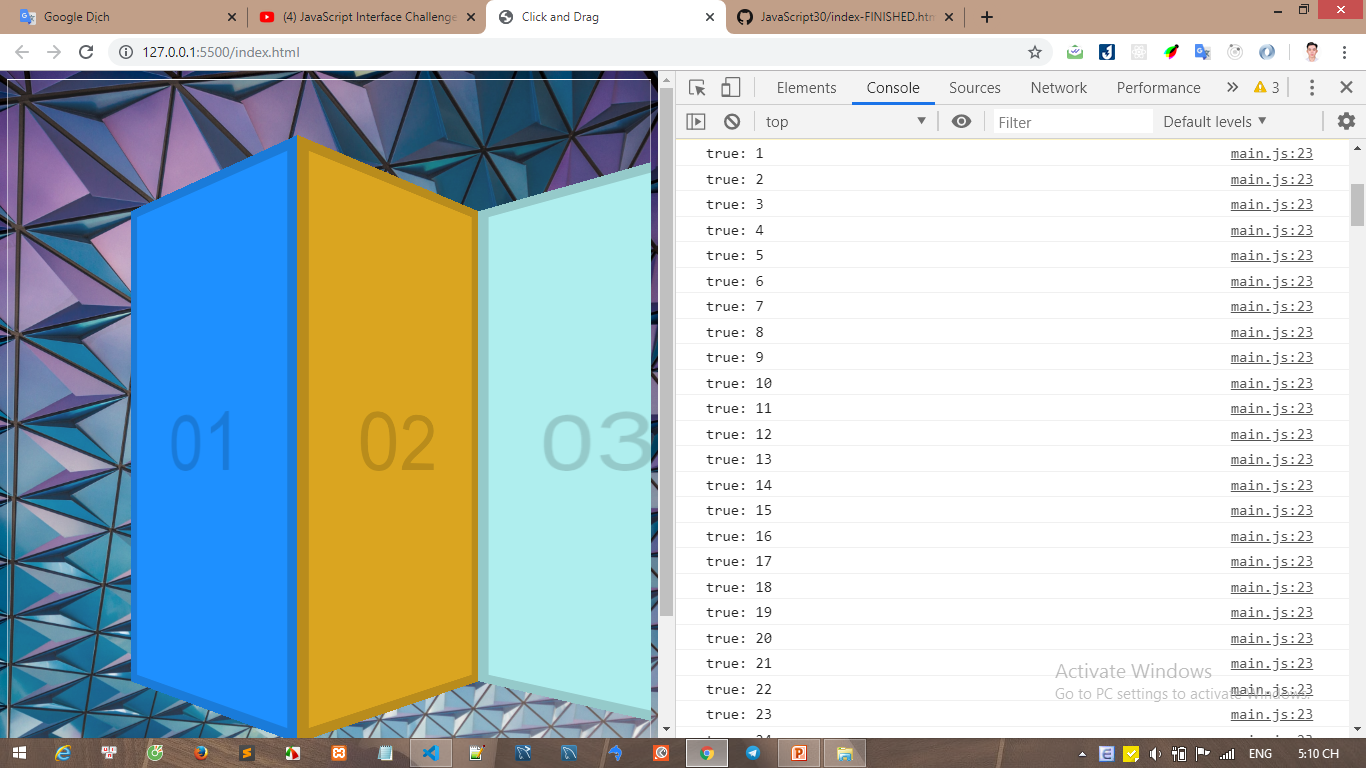 Google Dịch
(4) JavaScript Interface Challenge
Click and Drag
JavaScript30/index-FINISHED.htm
127.0.0.1:5500/index.html
Elements Console Sources Network Performance 3
top Filter Default levels
true: 1 main.js:23
true: 2 main.js:23
true: 3 main.js:23
true: 4 main.js:23
true: 5 main.js:23
true: 6 main.js:23
true: 7 main.js:23
true: 8 main.js:23
true: 9 main.js:23
true: 10 main.js:23
true: 11 main.js:23
true: 12 main.js:23
true: 13 main.js:23
true: 14 main.js:23
true: 15 main.js:23
true: 16 main.js:23
true: 17 main.js:23
true: 18 main.js:23
true: 19 main.js:23
true: 20 main.js:23
true: 21 main.js:23
true: 22 main.js:23
true: 23 main.js:23
01 02 03
Activate Windows
Go to PC settings to activate Windows.
ENG 5:10 CH